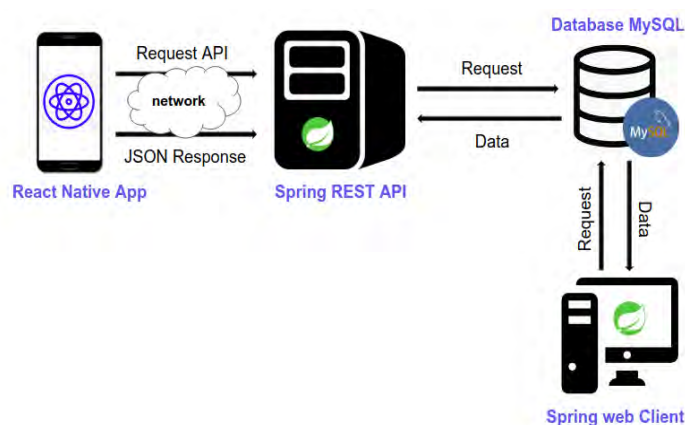 Database MySQL
Request API
network
JSON Response
Request
Data
MySQL
React Native App
Spring REST API
Request
Data
Spring web Client